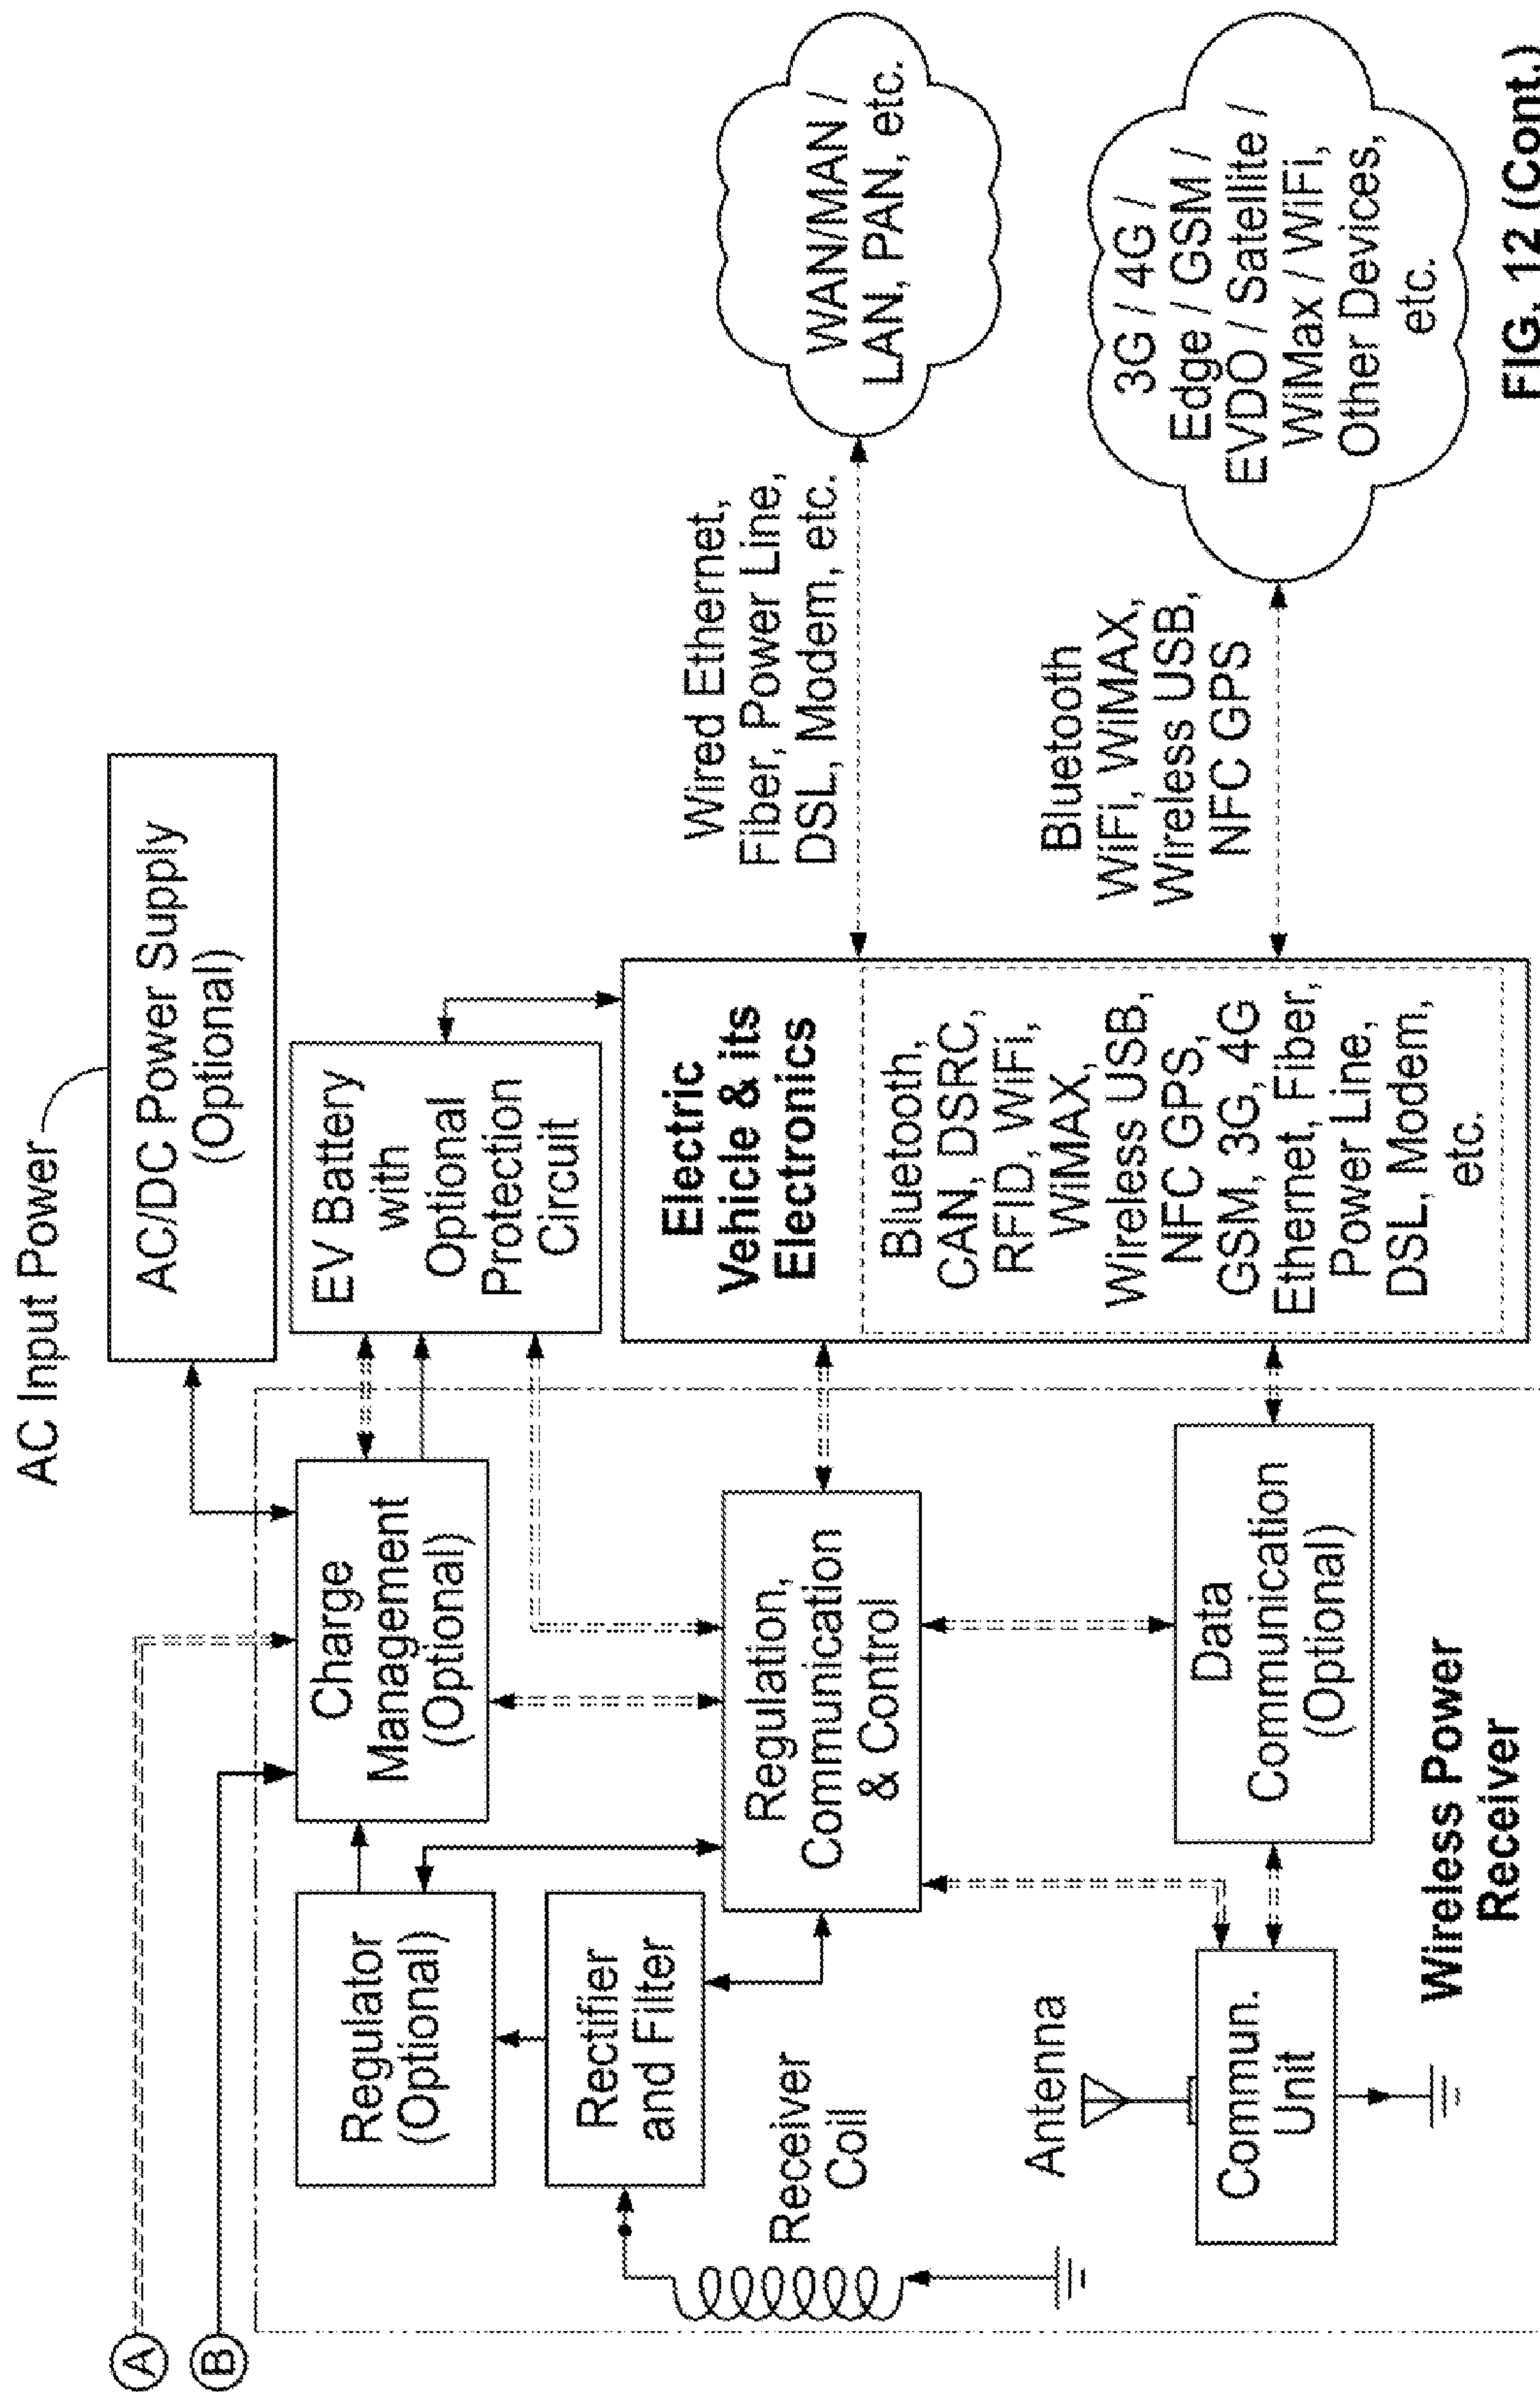 AC Input Power
AC/DC Power Supply
(Optional)
A
B
Regulator
(Optional)
Charge
Management
(Optional)
EV Battery
with
Optional
Protection
Circuit
Rectifier
and Filter
Receiver
Coil
Regulation,
Communication
& Control
Electric
Vehicle & its
Electronics
Bluetooth,
CAN, DSRC,
RFID, WiFi,
WiMAX,
Wireless USB,
NFC GPS,
GSM, 3G, 4G
Ethernet, Fiber,
Power Line,
DSL, Modem,
etc.
Wired Ethernet,
Fiber, Power Line,
DSL, Modem, etc.
WAN/MAN /
LAN, PAN, etc.
Antenna
Commun.
Unit
Data
Communication
(Optional)
Bluetooth
WiFi, WiMAX,
Wireless USB,
NFC GPS
3G / 4G /
Edge / GSM /
EVDO / Satellite /
WiMax / WiFi,
Other Devices,
etc.
Wireless Power
Receiver
FIG. 12 (Cont.)